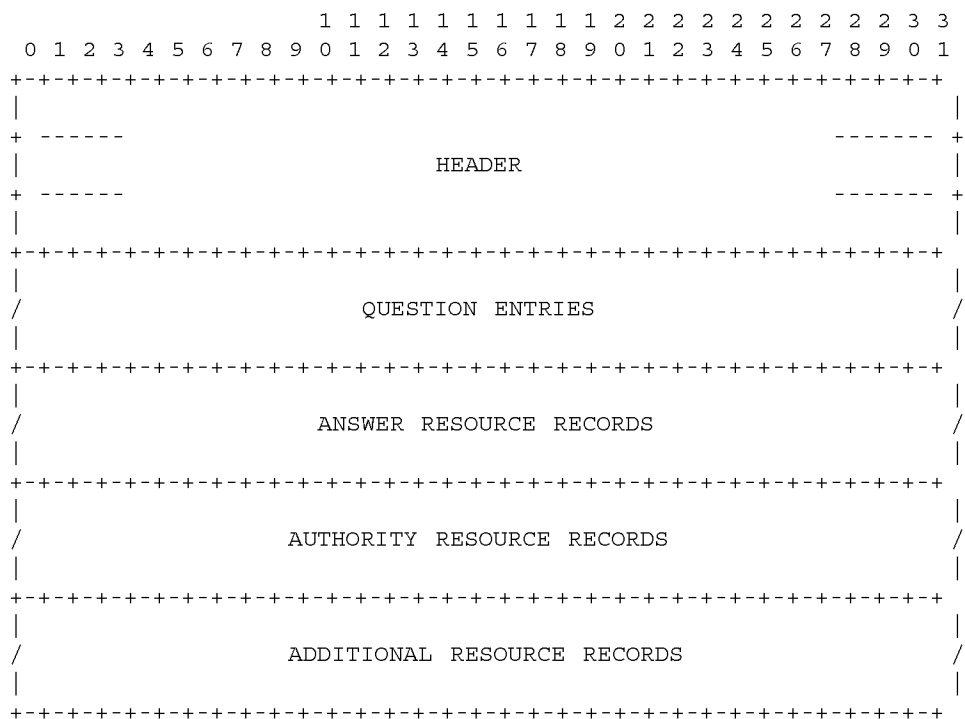 1 1 1 1 1 1 1 1 1 1 2 2 2 2 2 2 2 2 2 2 3 3
 0 1 2 3 4 5 6 7 8 9 0 1 2 3 4 5 6 7 8 9 0 1 2 3 4 5 6 7 8 9 0 1
+-+-+-+-+-+-+-+-+-+-+-+-+-+-+-+-+-+-+-+-+-+-+-+-+-+-+-+-+-+-+-+-+
|                                                                |
+ ------                                                 ------- +
|                            HEADER                              |
+ ------                                                 ------- +
|                                                                |
+-+-+-+-+-+-+-+-+-+-+-+-+-+-+-+-+-+-+-+-+-+-+-+-+-+-+-+-+-+-+-+-+
|                                                                |
/                       QUESTION ENTRIES                         /
|                                                                |
+-+-+-+-+-+-+-+-+-+-+-+-+-+-+-+-+-+-+-+-+-+-+-+-+-+-+-+-+-+-+-+-+
|                                                                |
/                    ANSWER RESOURCE RECORDS                     /
|                                                                |
+-+-+-+-+-+-+-+-+-+-+-+-+-+-+-+-+-+-+-+-+-+-+-+-+-+-+-+-+-+-+-+-+
|                                                                |
/                  AUTHORITY RESOURCE RECORDS                    /
|                                                                |
+-+-+-+-+-+-+-+-+-+-+-+-+-+-+-+-+-+-+-+-+-+-+-+-+-+-+-+-+-+-+-+-+
|                                                                |
/                  ADDITIONAL RESOURCE RECORDS                   /
|                                                                |
+-+-+-+-+-+-+-+-+-+-+-+-+-+-+-+-+-+-+-+-+-+-+-+-+-+-+-+-+-+-+-+-+